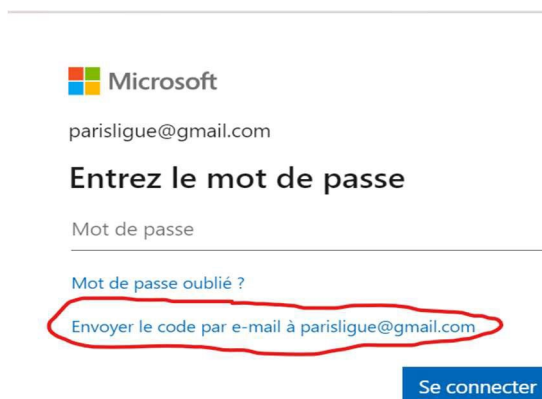 Microsoft
parisligue@gmail.com
Entrez le mot de passe
Mot de passe
Mot de passe oublié ?
Envoyer le code par e-mail à parisligue@gmail.com
Se connecter